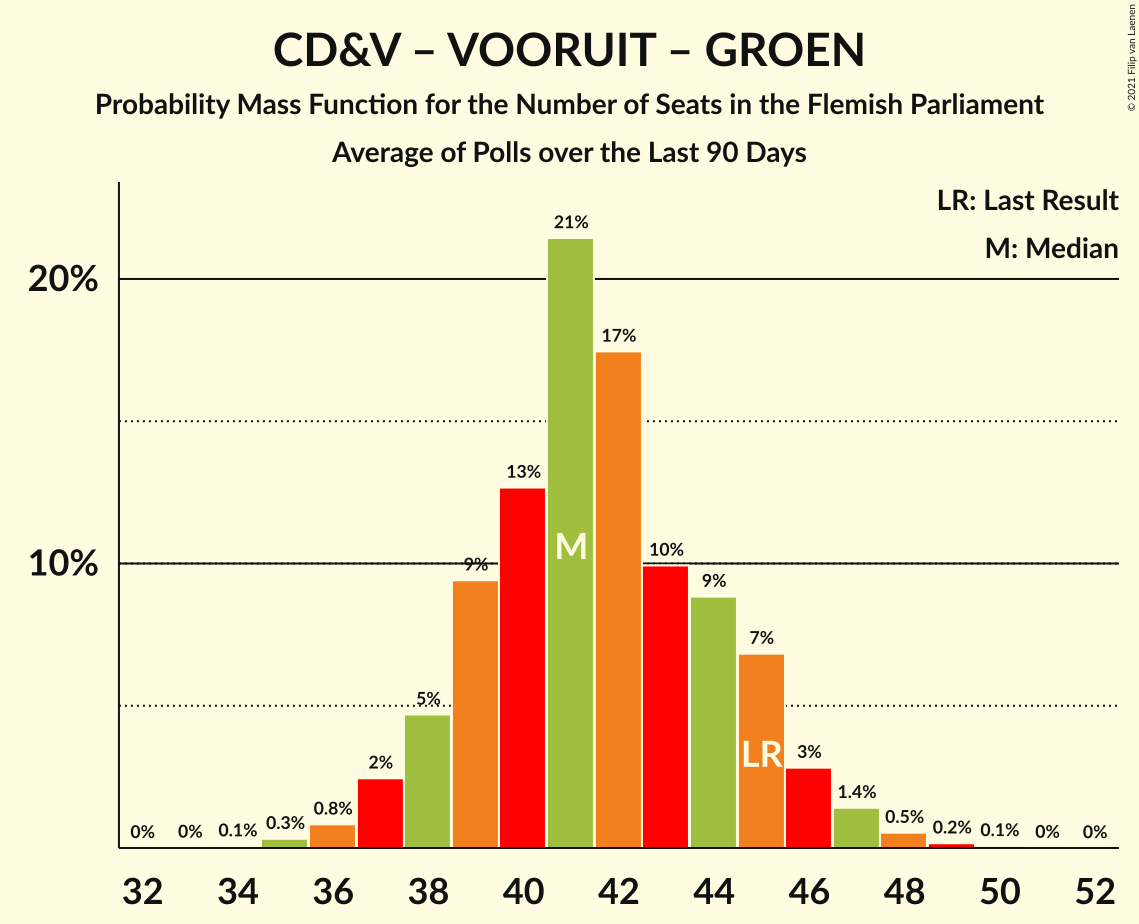 CD&V – VOORUIT – GROEN
Probability Mass Function for the Number of Seats in the Flemish Parliament
Average of Polls over the Last 90 Days
© 2021 Filip van Laenen
LR: Last Result
M: Median
20%
10%
0%
0%
0.1%
0.3%
0.8%
2%
5%
9%
13%
21%
17%
10%
9%
7%
3%
1.4%
0.5%
0.2%
0.1%
0%
0%
M
LR
32 34 36 38 40 42 44 46 48 50 52